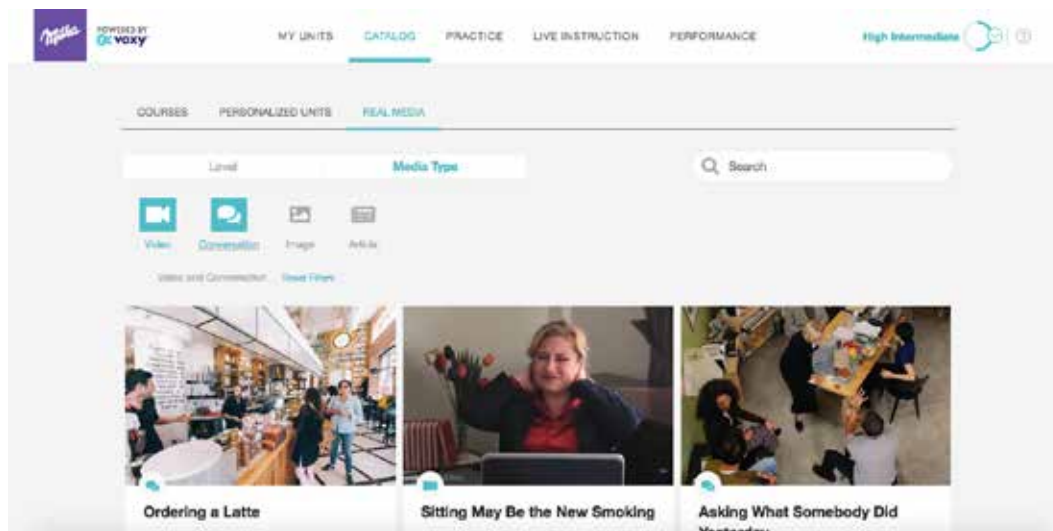 Milka
POWERED BY
voxy
MY UNITS CATALOG PRACTICE LIVE INSTRUCTION PERFORMANCE High Intermediate
COURSES PERSONALIZED UNITS REAL MEDIA
Level Media Type Search
Video Conversation Image Article
Video and Conversation Reset Filters
Ordering a Latte Sitting May Be the New Smoking Asking What Somebody Did
Yesterday